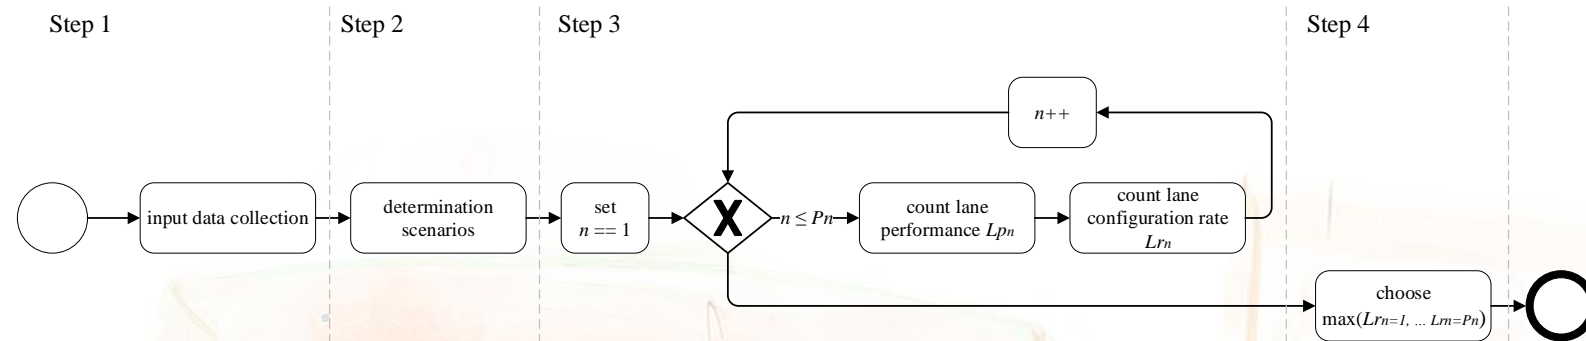 Step 1
Step 2
Step 3
Step 4
n++
input data collection
determination
scenarios
set
n == 1
X
n ≤ Pn
count lane
performance Lpn
count lane
configuration rate
Lrn
choose
max(Lrn=1, ... Lrn=Pn)